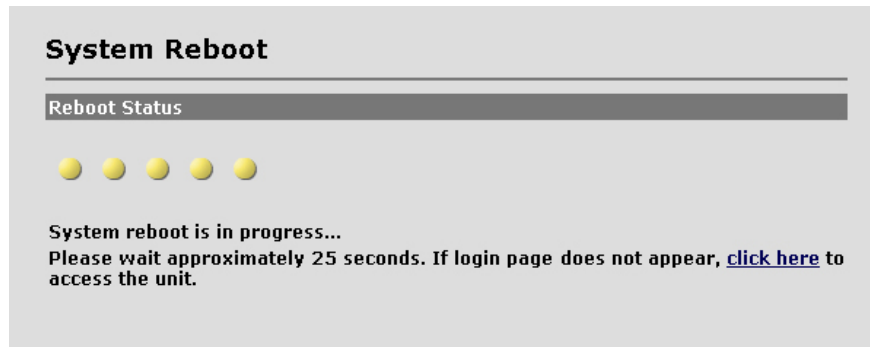 System Reboot
Reboot Status
System reboot is in progress...
Please wait approximately 25 seconds. If login page does not appear, click here to
access the unit.